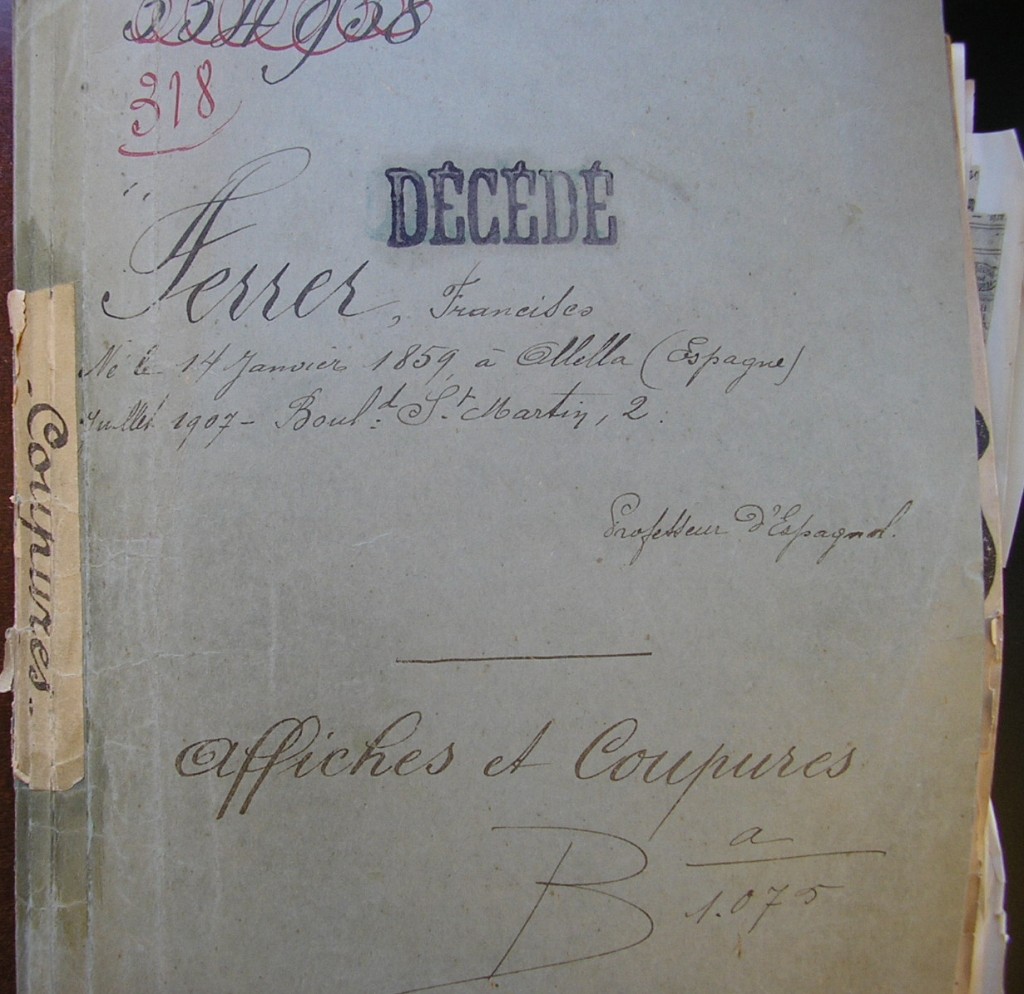 318
DÉCÉDÉ
Ferrer, Francisco
Né le 14 Janvier 1859, à Alella (Espagne)
Juillet 1907 - Boul.d St Martin, 2.
Professeur d'Espagnol.
Affiches et Coupures
B a
1.075
- Coupures -